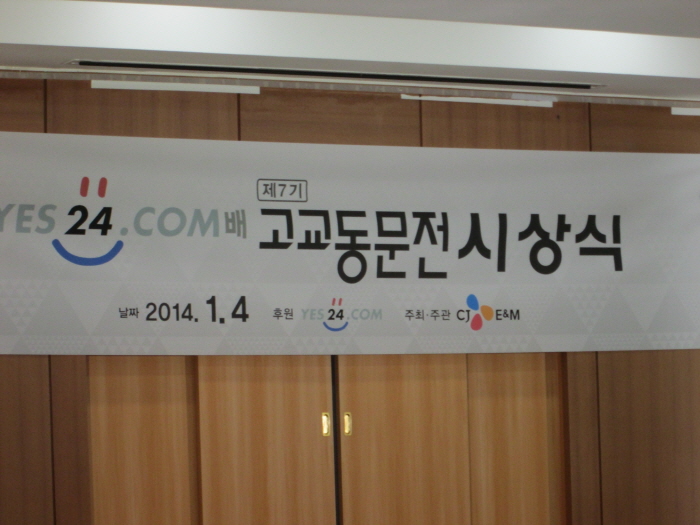 제7기
YES24.COM배 고교동문전 시상식
날짜 2014. 1. 4 후원 YES24.COM 주최·주관 CJ E&M